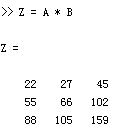 >> Z = A * B
Z =
22 27 45
55 66 102
88 105 159